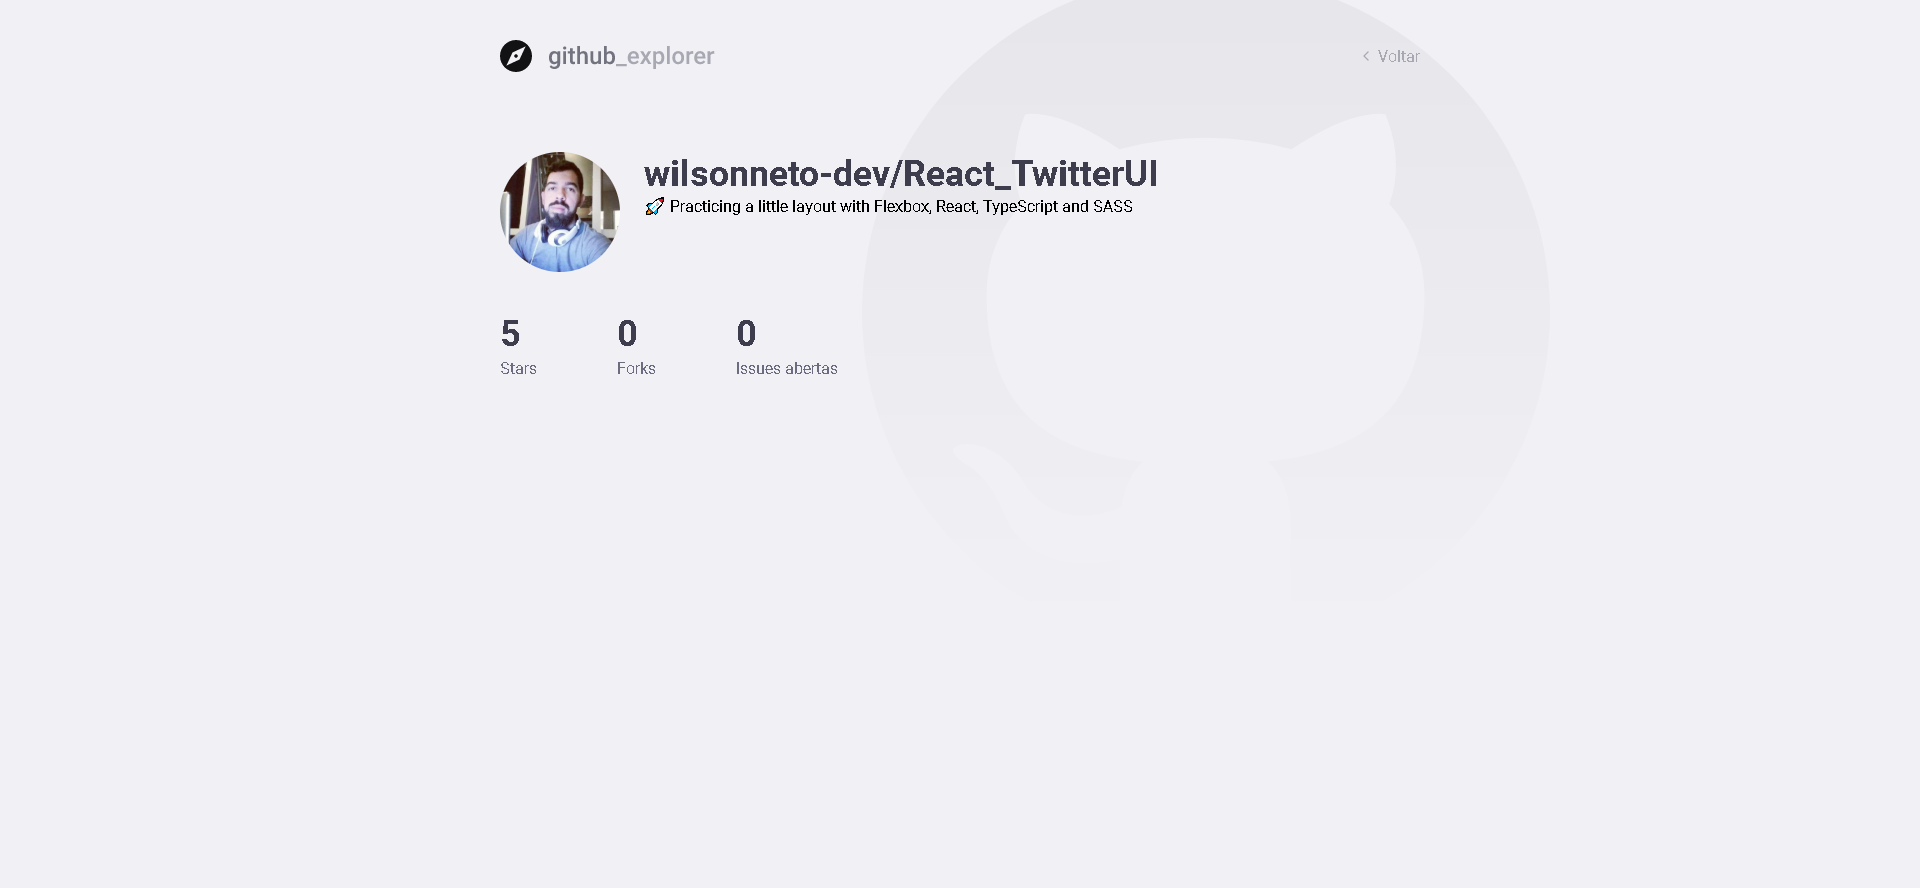 github_explorer
Voltar
wilsonneto-dev/React_TwitterUI
🚀 Practicing a little layout with Flexbox, React, TypeScript and SASS
5 0 0
Stars Forks Issues abertas